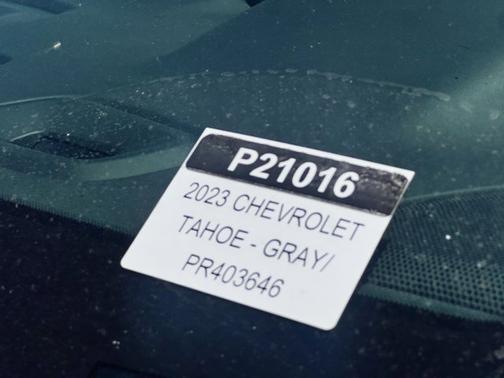 P21016
2023 CHEVROLET
TAHOE - GRAY/
PR403646